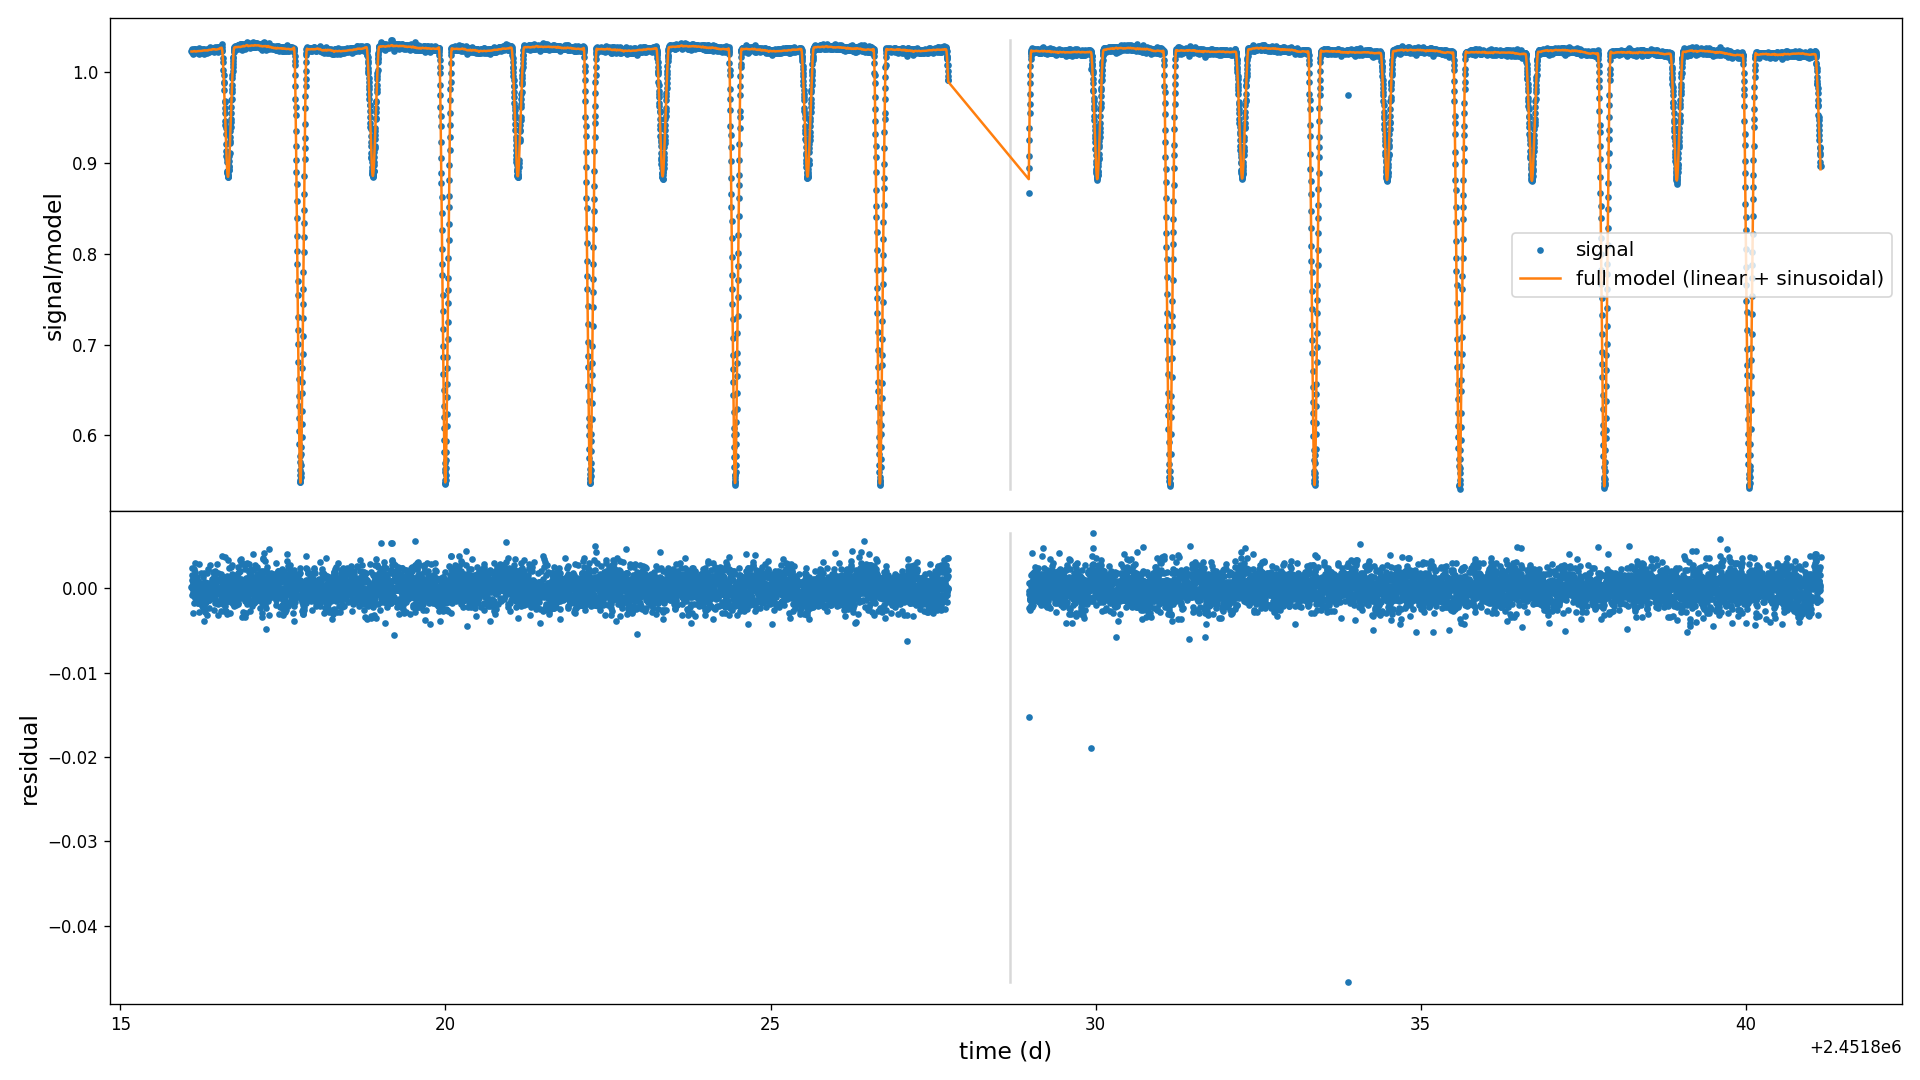 signal/model
1.0
0.9
0.8
0.7
0.6
signal
full model (linear + sinusoidal)
residual
0.00
−0.01
−0.02
−0.03
−0.04
15 20 25 30 35 40
time (d)
+2.4518e6